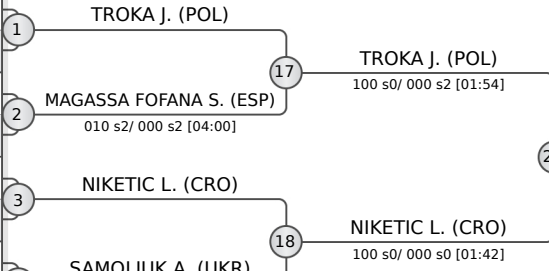 TROKA J. (POL)
1
17
TROKA J. (POL)
100 s0/ 000 s2 [01:54]
2
MAGASSA FOFANA S. (ESP)
010 s2/ 000 s2 [04:00]
3
NIKETIC L. (CRO)
18
NIKETIC L. (CRO)
100 s0/ 000 s0 [01:42]